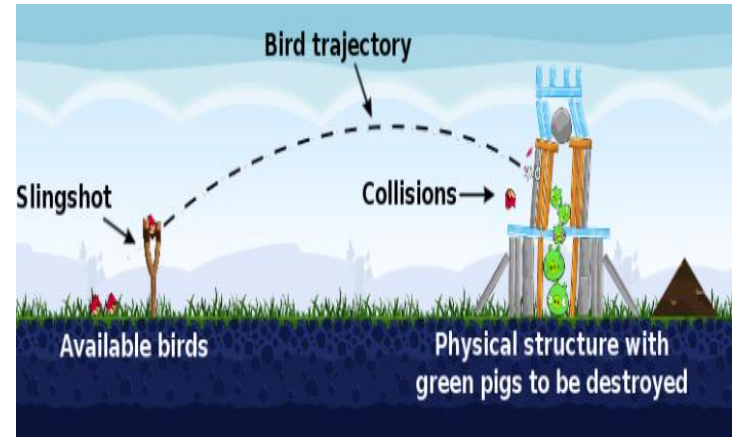 Bird trajectory
Slingshot
Collisions
Available birds
Physical structure with
green pigs to be destroyed